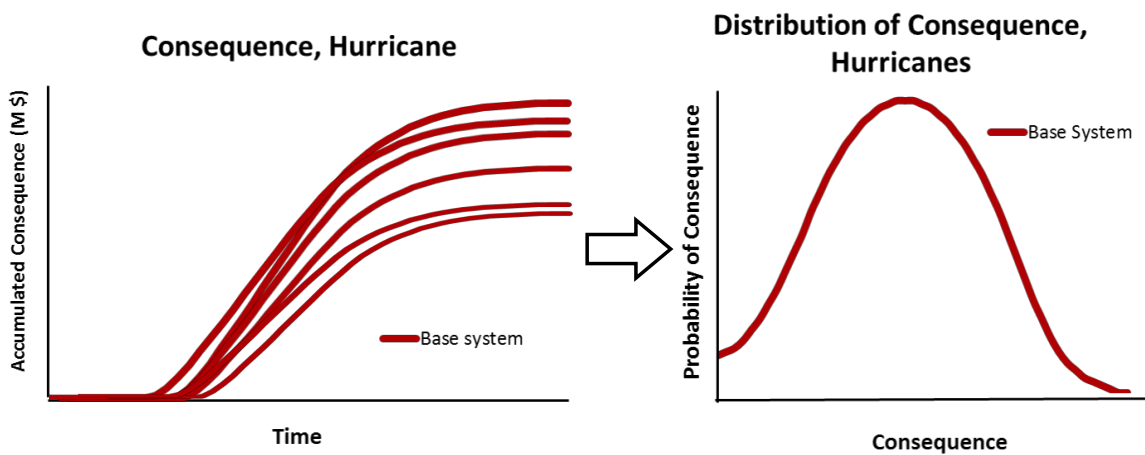 Consequence, Hurricane
Accumulated Consequence (M $)
Base system
Time
Distribution of Consequence,
Hurricanes
Probability of Consequence
Base System
Consequence